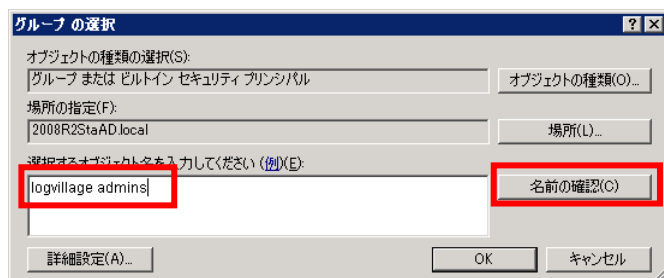 グループ の選択
オブジェクトの種類の選択(S):
グループ または ビルトイン セキュリティ プリンシパル
オブジェクトの種類(O)...
場所の指定(F):
2008R2StaAD.local
場所(L)...
選択するオブジェクト名を入力してください (例)(E):
logvillage admins
名前の確認(C)
詳細設定(A)...
OK
キャンセル